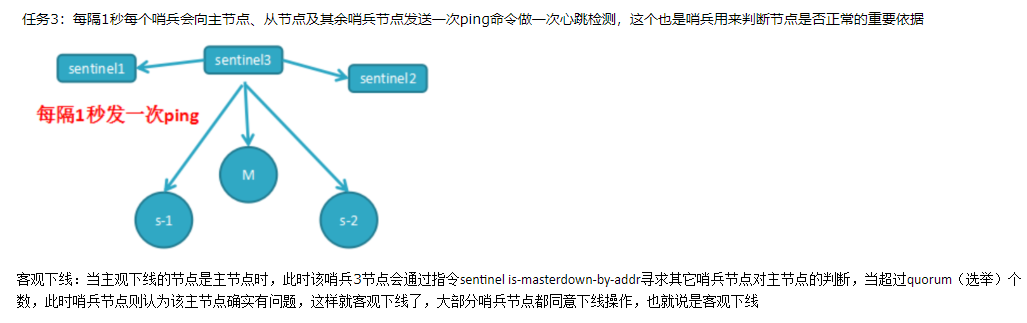 任务3：每隔1秒每个哨兵会向主节点、从节点及其余哨兵节点发送一次ping命令做一次心跳检测，这个也是哨兵用来判断节点是否正常的重要依据
sentinel3
sentinel1
sentinel2
每隔1秒发一次ping
M
s-1
s-2
客观下线：当主观下线的节点是主节点时，此时该哨兵3节点会通过指令sentinel is-masterdown-by-addr寻求其它哨兵节点对主节点的判断，当超过quorum（选举）个
数，此时哨兵节点则认为该主节点确实有问题，这样就客观下线了，大部分哨兵节点都同意下线操作，也就说是客观下线